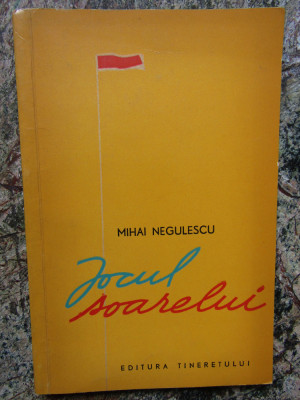 MIHAI NEGULESCU
Jocul
soarelui
EDITURA TINERETULUI